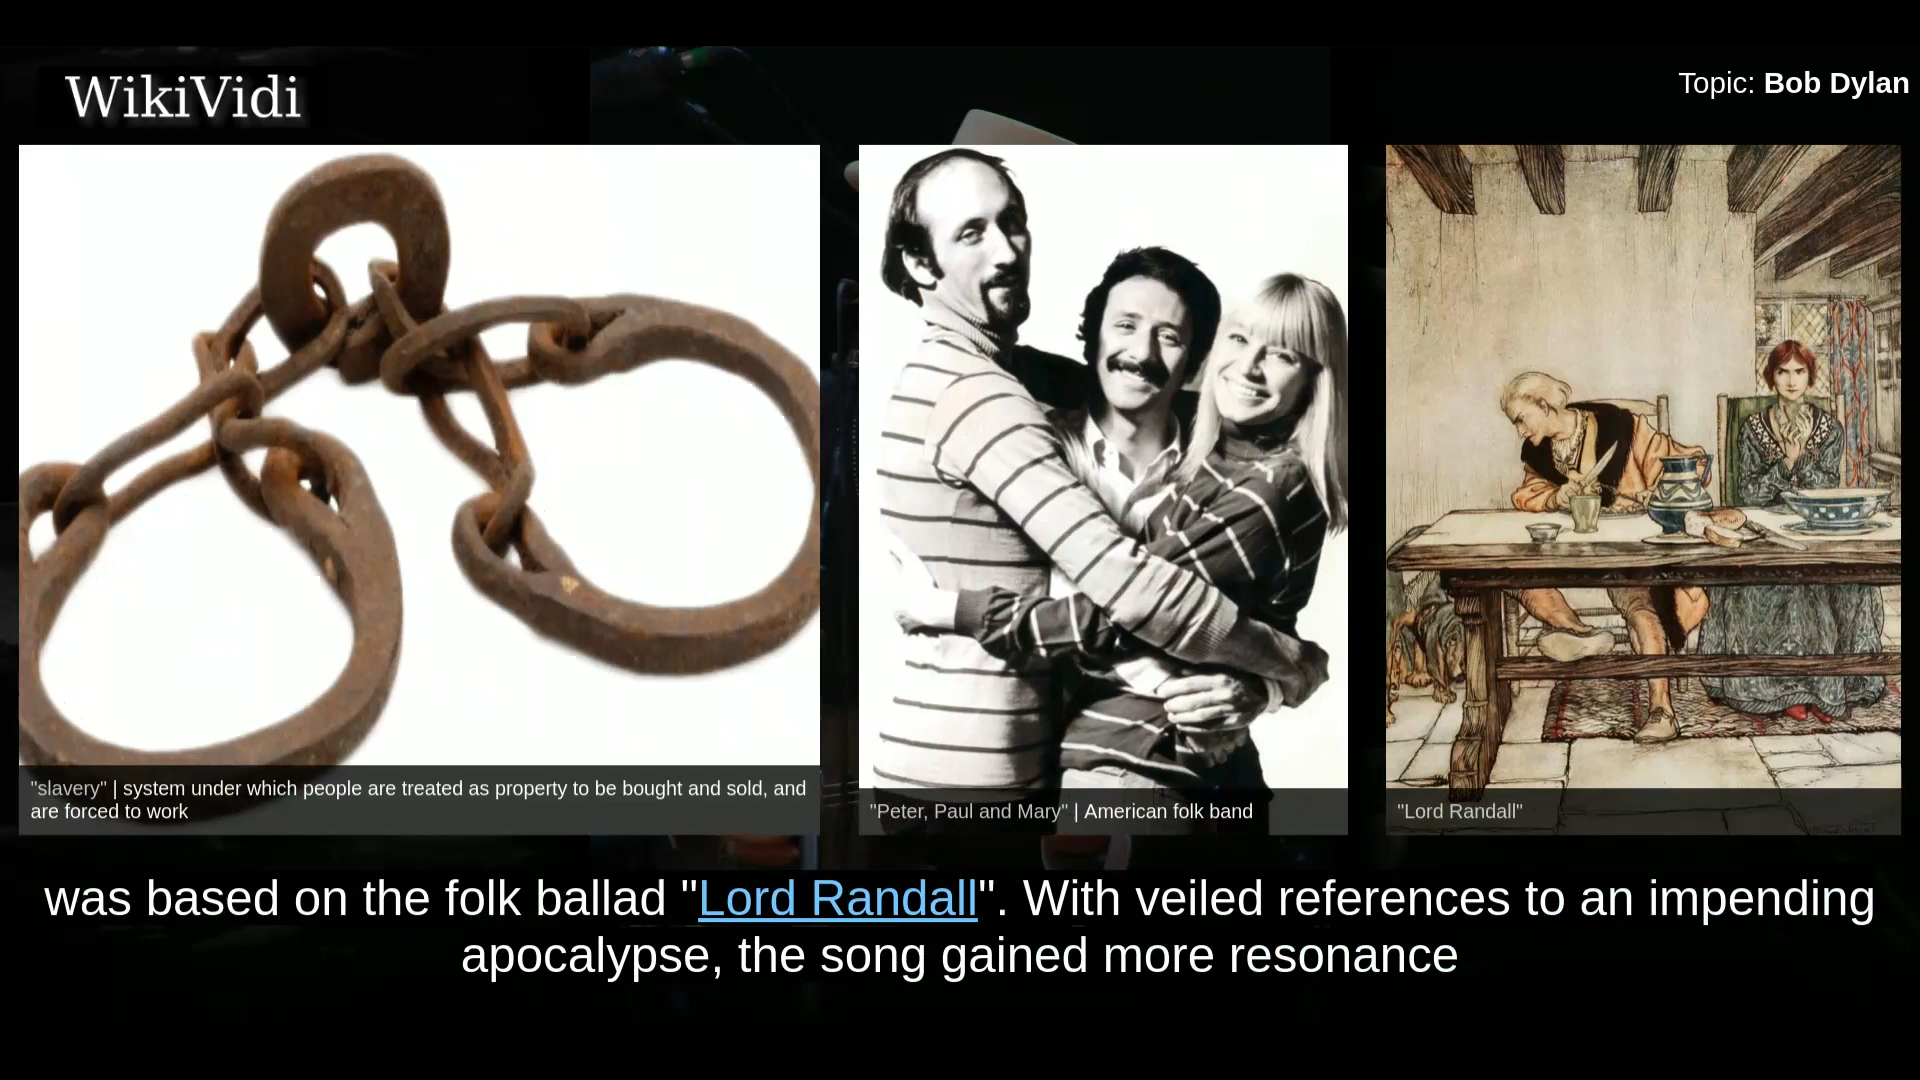 WikiVidi
Topic: Bob Dylan
"slavery" | system under which people are treated as property to be bought and sold, and
are forced to work
"Peter, Paul and Mary" | American folk band
"Lord Randall"
was based on the folk ballad "Lord Randall". With veiled references to an impending
apocalypse, the song gained more resonance